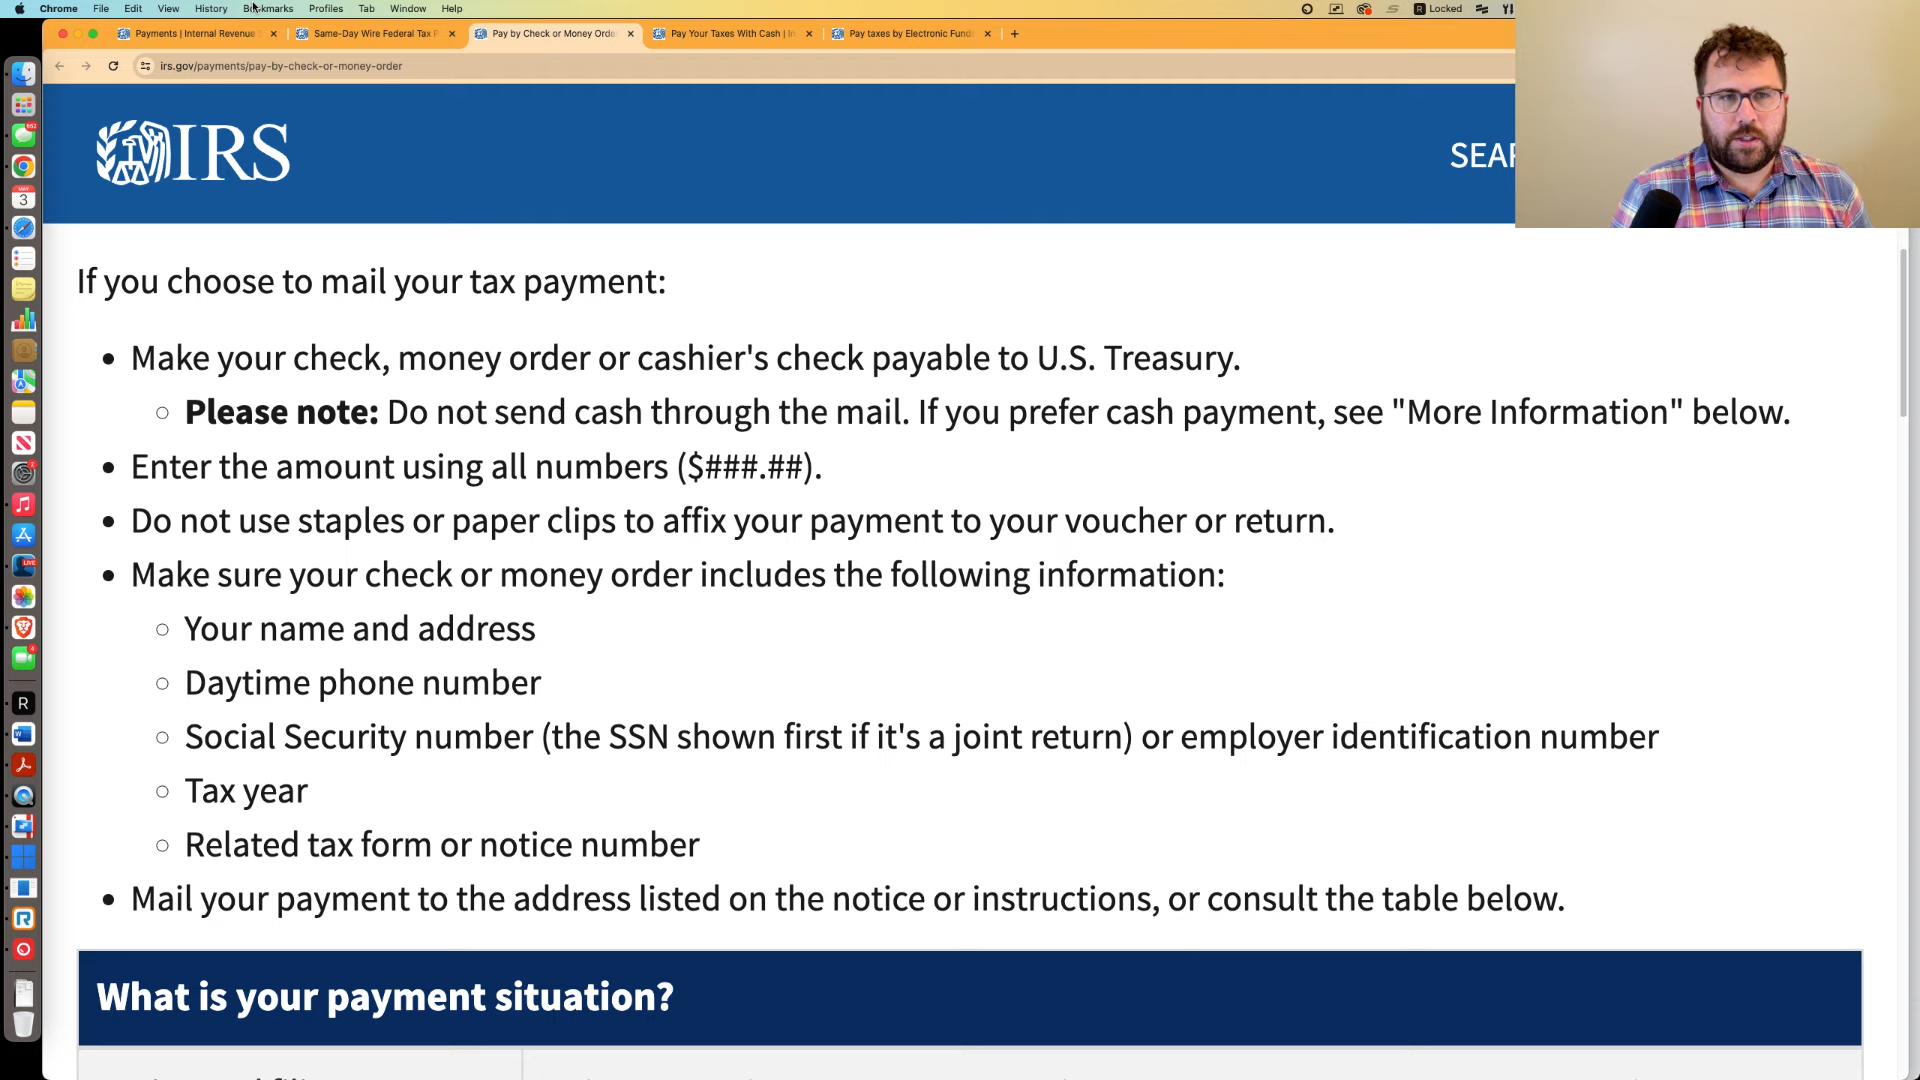 Chrome File Edit View History Bookmarks Profiles Tab Window Help
Locked
Payments | Internal Revenue
Same-Day Wire Federal Tax P
Pay by Check or Money Orde
Pay Your Taxes With Cash | In
Pay taxes by Electronic Funds
irs.gov/payments/pay-by-check-or-money-order
IRS
SEAR
If you choose to mail your tax payment:
• Make your check, money order or cashier's check payable to U.S. Treasury.
○ Please note: Do not send cash through the mail. If you prefer cash payment, see "More Information" below.
• Enter the amount using all numbers ($###.##).
• Do not use staples or paper clips to affix your payment to your voucher or return.
• Make sure your check or money order includes the following information:
○ Your name and address
○ Daytime phone number
○ Social Security number (the SSN shown first if it's a joint return) or employer identification number
○ Tax year
○ Related tax form or notice number
• Mail your payment to the address listed on the notice or instructions, or consult the table below.
What is your payment situation?